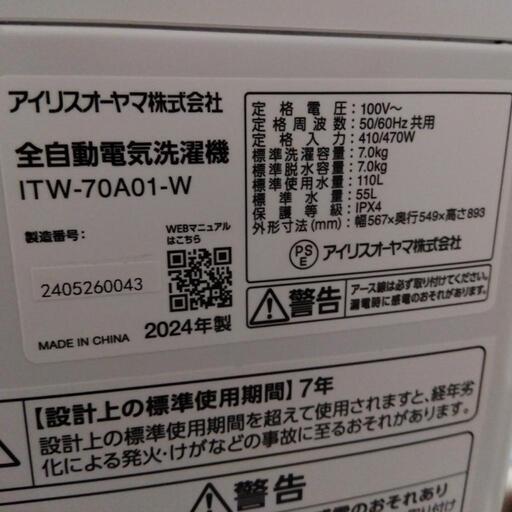 アイリスオーヤマ株式会社
全自動電気洗濯機
ITW-70A01-W
製造番号:
WEBマニュアル
はこちら
2405260043
MADE IN CHINA
2024年製
定格電圧: 100V～
定格周波数: 50/60Hz 共用
定格入力: 410/470W
標準洗濯容量: 7.0kg
標準脱水容量: 7.0kg
標準使用水量: 110L
標準水量: 55L
保護等級: IPX4
外形寸法(mm): 幅567×奥行549×高さ893
PS
E
アイリスオーヤマ株式会社
警告
アース線は必ず取り付けてください。
漏電時に感電のおそれがあります。
【設計上の標準使用期間】7年
設計上の標準使用期間を超えて使用されますと、経年劣
化による発火・けがなどの事故に至るおそれがあります。
警告